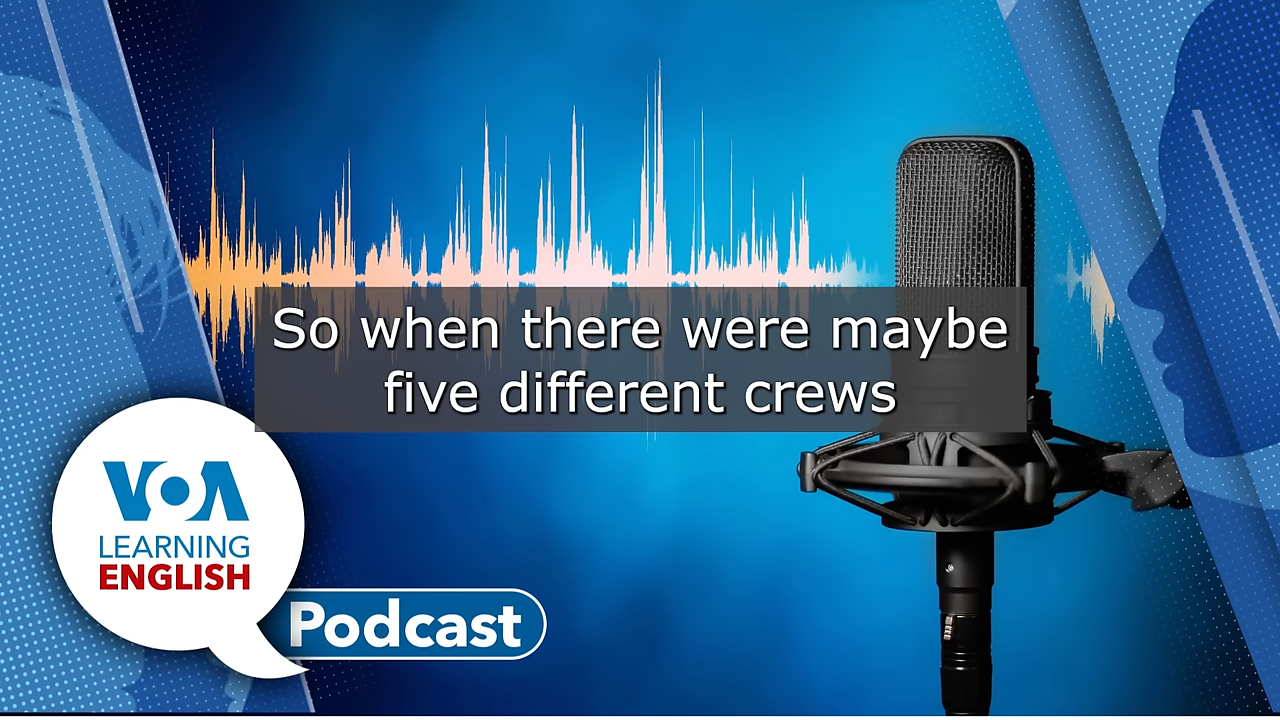 So when there were maybe
five different crews
VOA
LEARNING
ENGLISH
Podcast